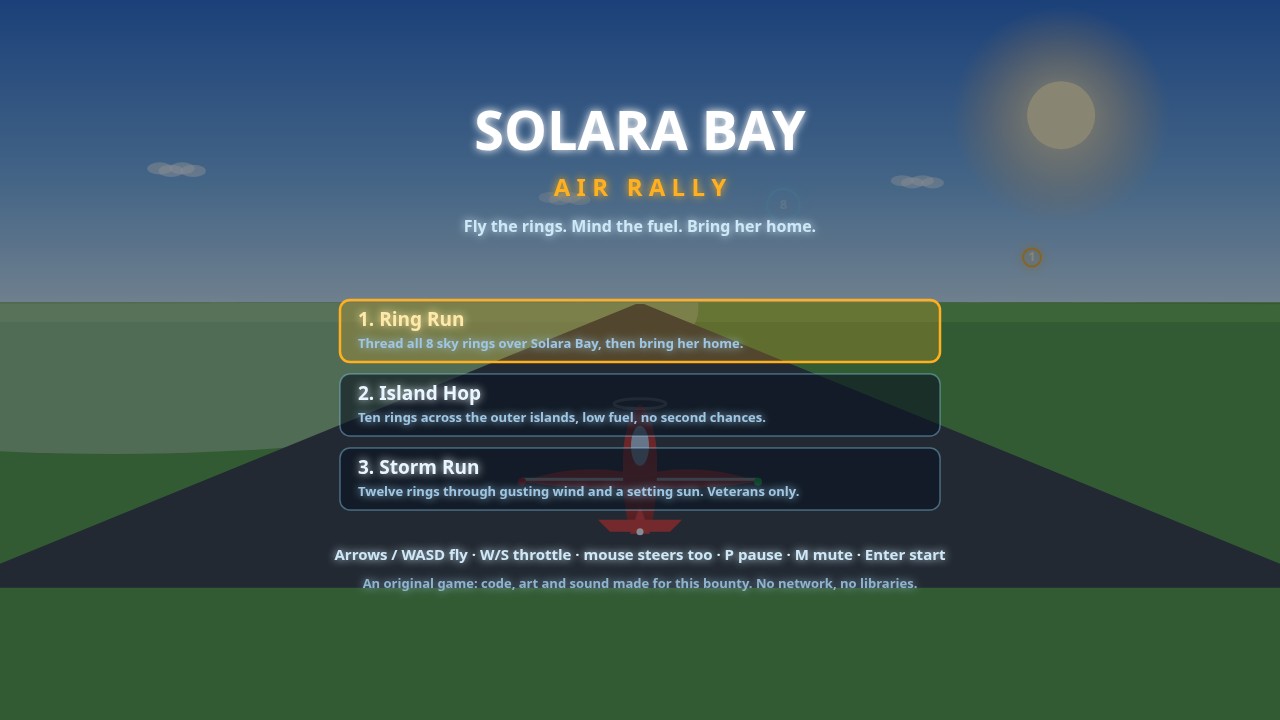 SOLARA BAY
AIR RALLY
8
Fly the rings. Mind the fuel. Bring her home.
1
1. Ring Run
Thread all 8 sky rings over Solara Bay, then bring her home.
2. Island Hop
Ten rings across the outer islands, low fuel, no second chances.
3. Storm Run
Twelve rings through gusting wind and a setting sun. Veterans only.
Arrows / WASD fly · W/S throttle · mouse steers too · P pause · M mute · Enter start
An original game: code, art and sound made for this bounty. No network, no libraries.